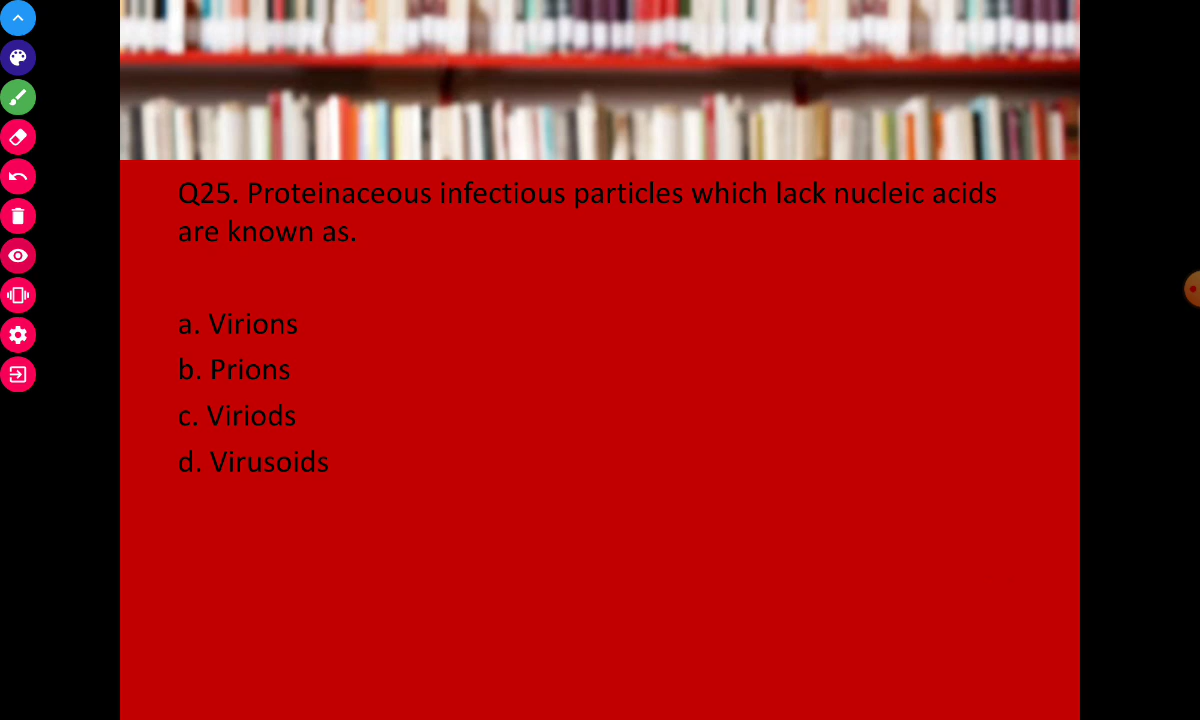 Q25. Proteinaceous infectious particles which lack nucleic acids
are known as.
a. Virions
b. Prions
c. Viriods
d. Virusoids